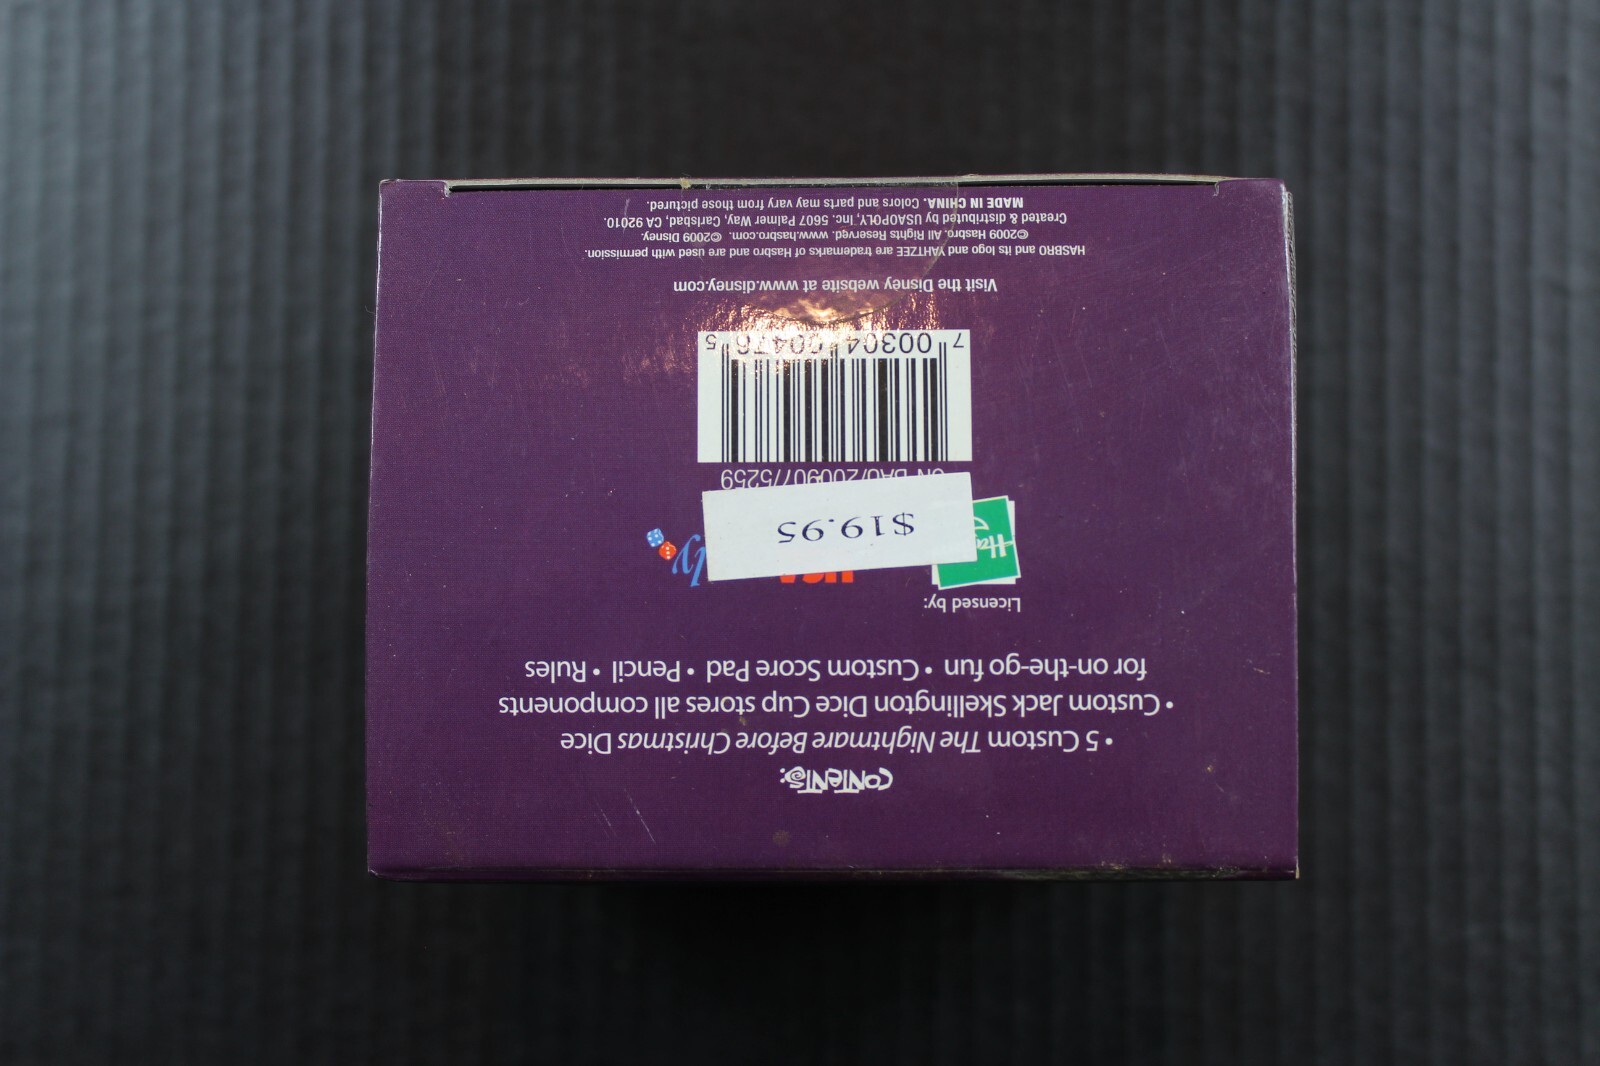 CONTENTS:
• 5 Custom The Nightmare Before Christmas Dice
• Custom Jack Skellington Dice Cup stores all components
for on-the-go fun • Custom Score Pad • Pencil • Rules
Licensed by:
$19.95
7 00304 00476 5
Visit the Disney website at www.disney.com
HASBRO and its logo and YAHTZEE are trademarks of Hasbro and are used with permission.
©2009 Hasbro. All Rights Reserved. www.hasbro.com. ©2009 Disney.
Created & distributed by USAOPOLY, Inc. 5607 Palmer Way, Carlsbad, CA 92010.
MADE IN CHINA. Colors and parts may vary from those pictured.